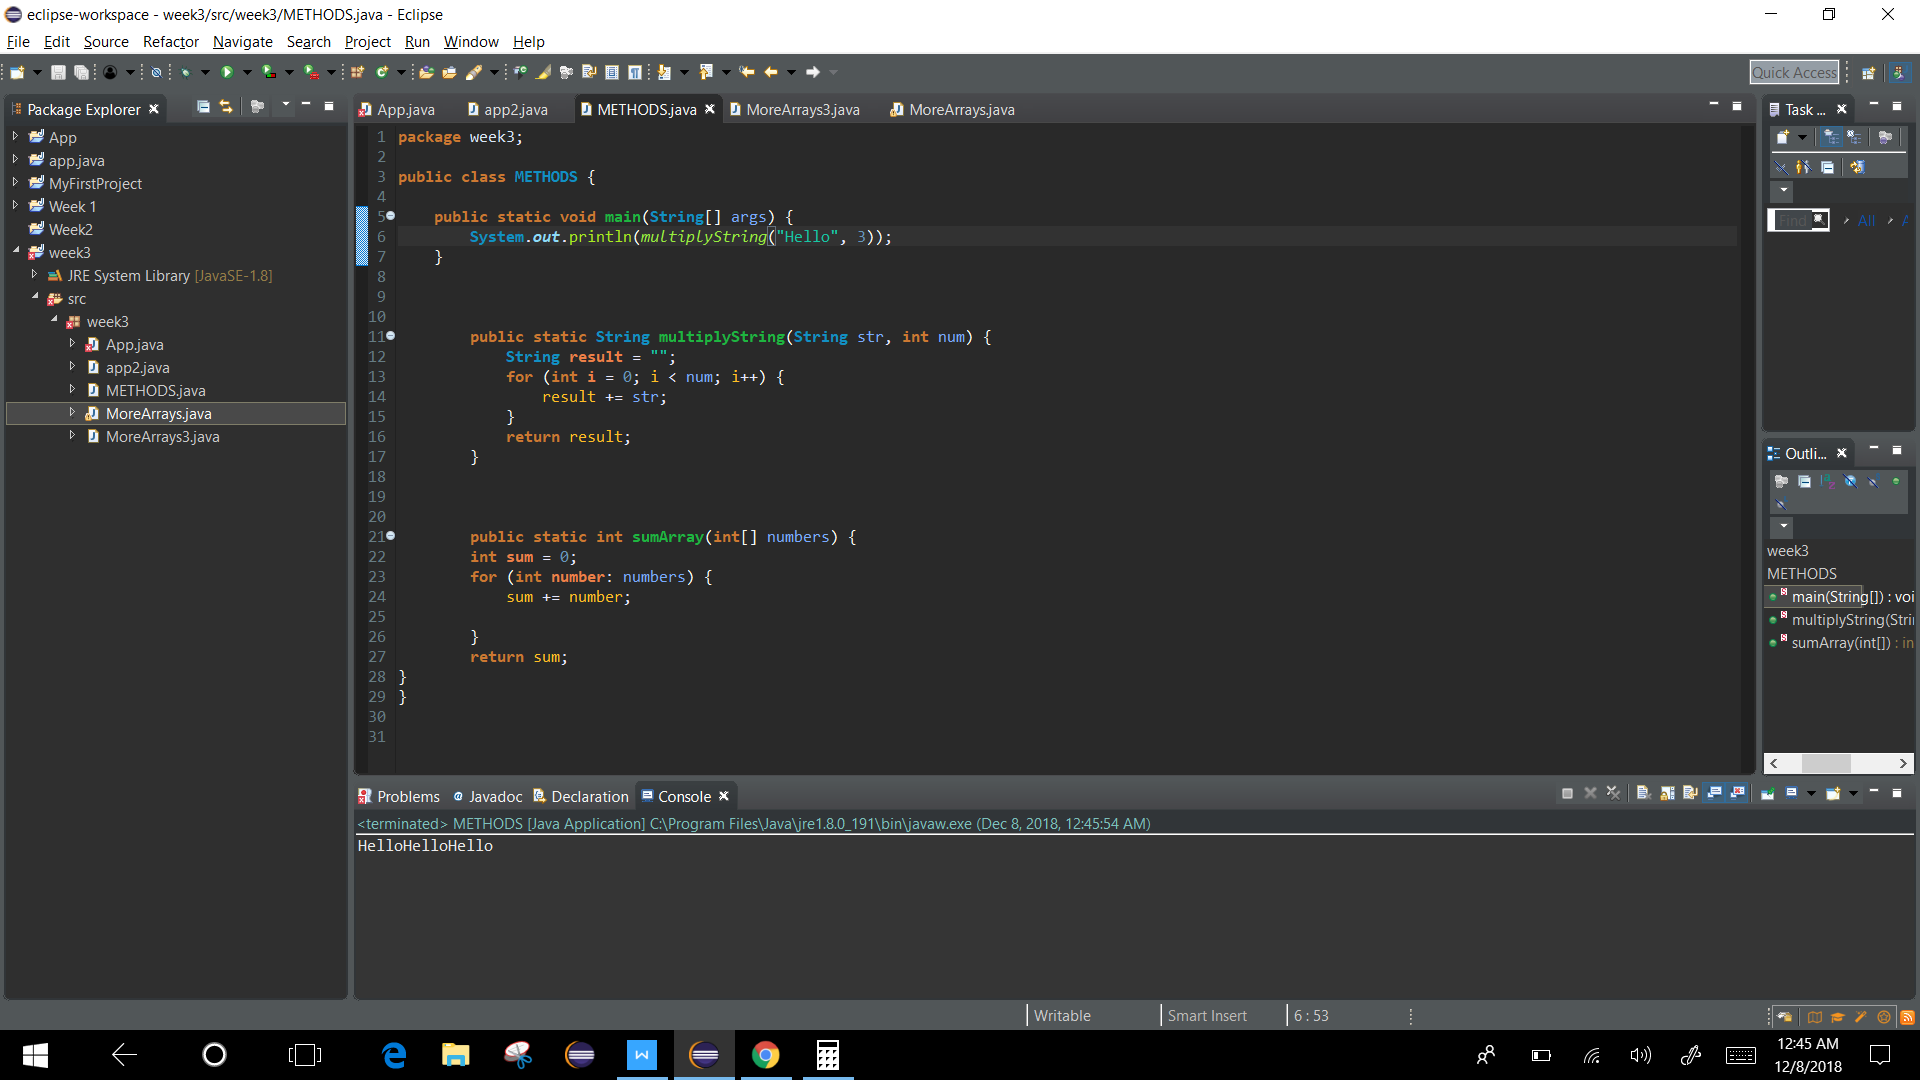 eclipse-workspace - week3/src/week3/METHODS.java - Eclipse
File Edit Source Refactor Navigate Search Project Run Window Help
Quick Access
Package Explorer
App
app.java
MyFirstProject
Week 1
Week2
week3
JRE System Library [JavaSE-1.8]
src
week3
App.java
app2.java
METHODS.java
MoreArrays.java
MoreArrays3.java
App.java app2.java METHODS.java MoreArrays3.java MoreArrays.java
1 package week3;
2
3 public class METHODS {
4
5 public static void main(String[] args) {
6 System.out.println(multiplyString("Hello", 3));
7 }
8
9
10
11 public static String multiplyString(String str, int num) {
12 String result = "";
13 for (int i = 0; i < num; i++) {
14 result += str;
15 }
16 return result;
17 }
18
19
20
21 public static int sumArray(int[] numbers) {
22 int sum = 0;
23 for (int number: numbers) {
24 sum += number;
25
26 }
27 return sum;
28 }
29 }
30
31
Task ...
Find All
Outli...
week3
METHODS
main(String[]) : voi
multiplyString(Stri
sumArray(int[]) : in
Problems Javadoc Declaration Console
<terminated> METHODS [Java Application] C:\Program Files\Java\jre1.8.0_191\bin\javaw.exe (Dec 8, 2018, 12:45:54 AM)
HelloHelloHello
Writable Smart Insert 6 : 53
12:45 AM
12/8/2018